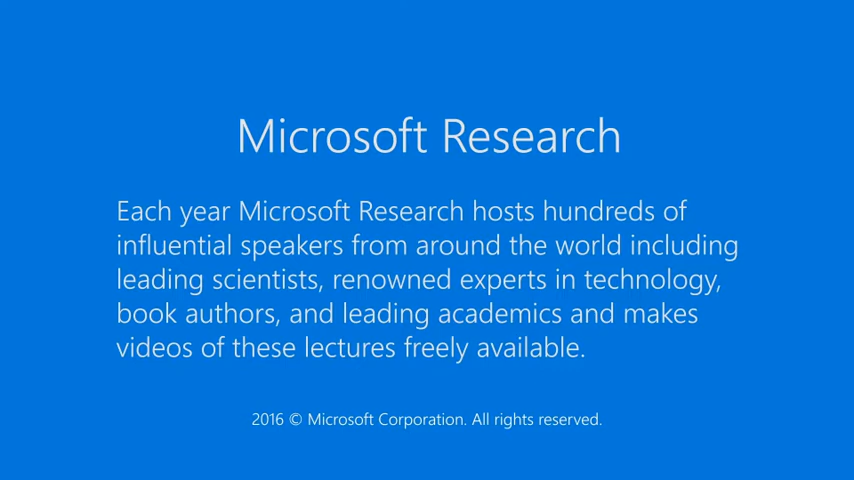 Microsoft Research
Each year Microsoft Research hosts hundreds of
influential speakers from around the world including
leading scientists, renowned experts in technology,
book authors, and leading academics and makes
videos of these lectures freely available.
2016 © Microsoft Corporation. All rights reserved.